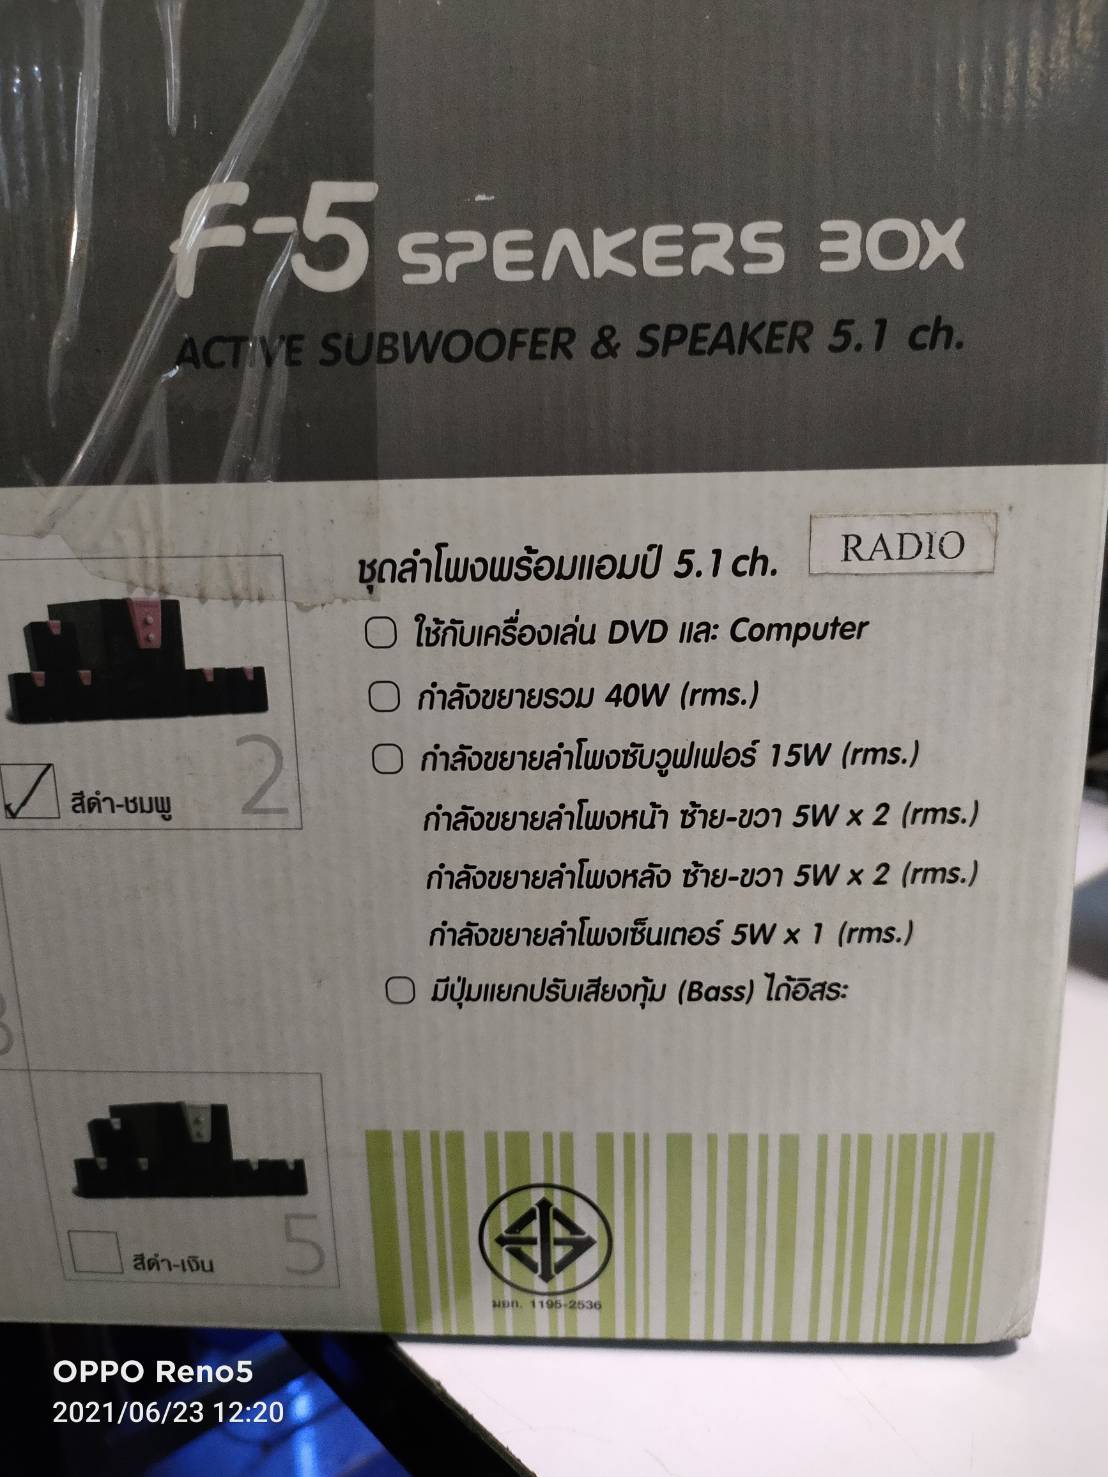 F-5 SPEAKERS BOX
ACTIVE SUBWOOFER & SPEAKER 5.1 ch.
ชุดลำโพงพร้อมแอมป์ 5.1 ch.
RADIO
ใช้กับเครื่องเล่น DVD และ Computer
กำลังขยายรวม 40W (rms.)
กำลังขยายลำโพงซับวูฟเฟอร์ 15W (rms.)
กำลังขยายลำโพงหน้า ซ้าย-ขวา 5W x 2 (rms.)
กำลังขยายลำโพงหลัง ซ้าย-ขวา 5W x 2 (rms.)
กำลังขยายลำโพงเซ็นเตอร์ 5W x 1 (rms.)
มีปุ่มแยกปรับเสียงทุ้ม (Bass) ได้อิสระ
2
สีดำ-ชมพู
5
สีดำ-เงิน
มอก. 1195-2536
OPPO Reno5
2021/06/23 12:20